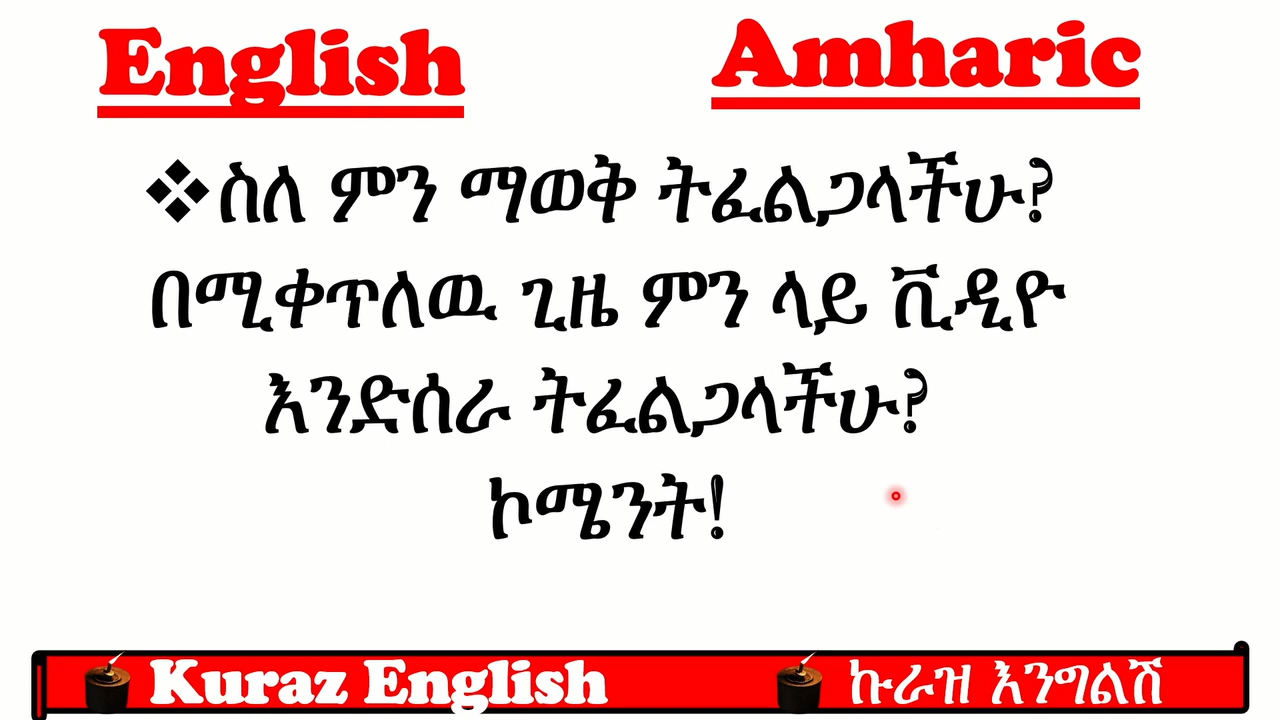 English
Amharic
❖ስለ ምን ማወቅ ትፈልጋላችሁ?
በሚቀጥለዉ ጊዜ ምን ላይ ቪዲዮ
እንድሰራ ትፈልጋላችሁ?
ኮሜንት!
Kuraz English
ኩራዝ እንግልሽ